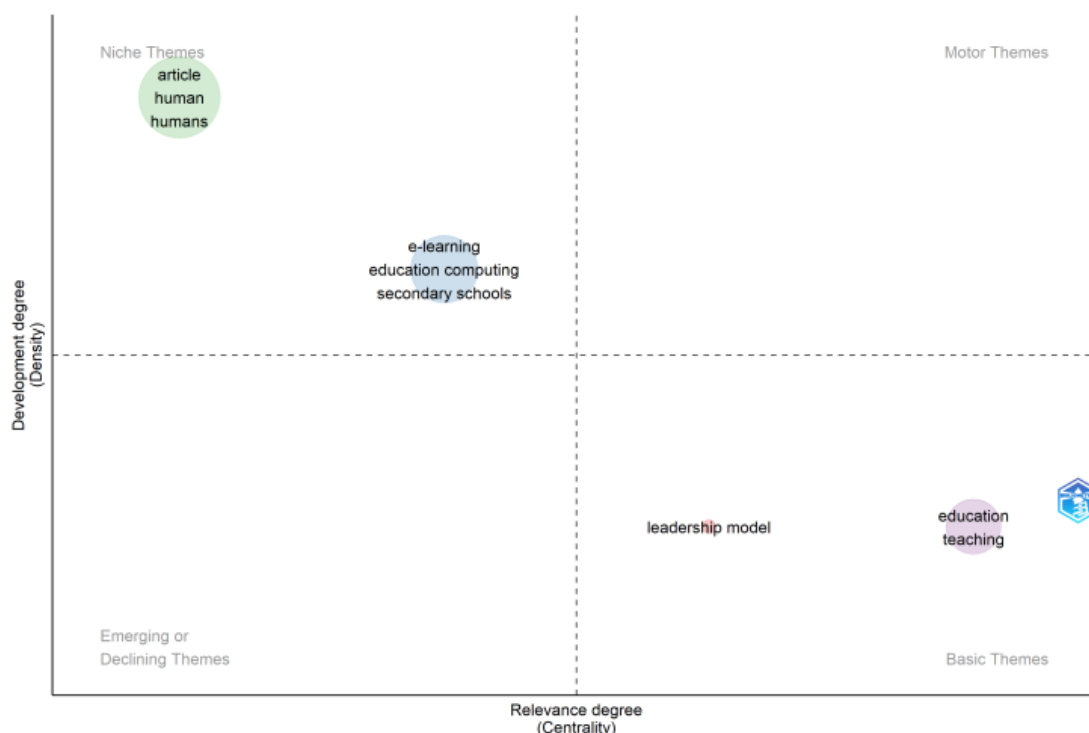 Niche Themes
Motor Themes
article
human
humans
e-learning
education computing
secondary schools
Development degree
(Density)
leadership model
education
teaching
Emerging or
Declining Themes
Basic Themes
Relevance degree
(Centrality)